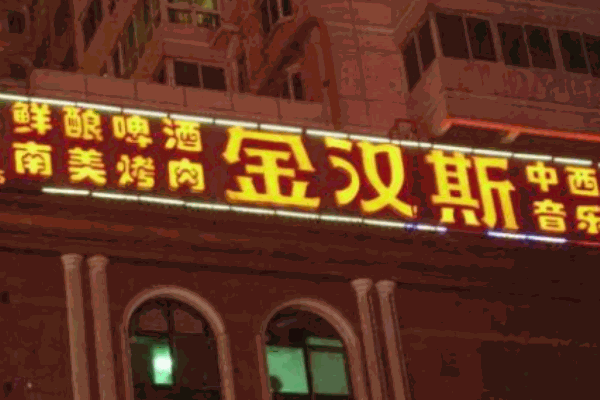 鲜酿啤酒
南美烤肉
金汉斯
中西
音乐